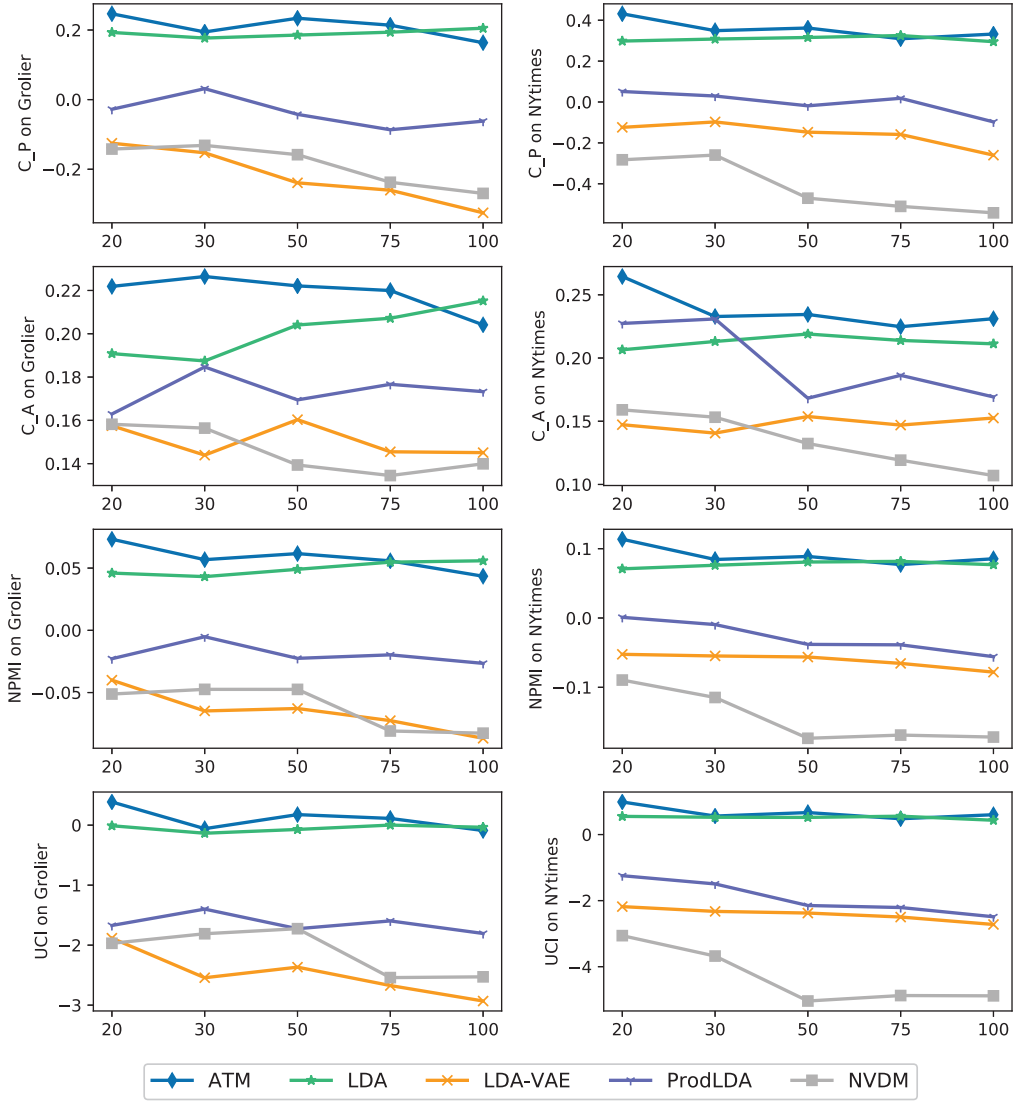 C_P on Grolier
0.2
0.0
−0.2
20 30 50 75 100
C_P on NYtimes
0.4
0.2
0.0
−0.2
−0.4
20 30 50 75 100
C_A on Grolier
0.22
0.20
0.18
0.16
0.14
20 30 50 75 100
C_A on NYtimes
0.25
0.20
0.15
0.10
20 30 50 75 100
NPMI on Grolier
0.05
0.00
−0.05
20 30 50 75 100
NPMI on NYtimes
0.1
0.0
−0.1
20 30 50 75 100
UCI on Grolier
0
−1
−2
−3
20 30 50 75 100
UCI on NYtimes
0
−2
−4
20 30 50 75 100
ATM LDA LDA-VAE ProdLDA NVDM